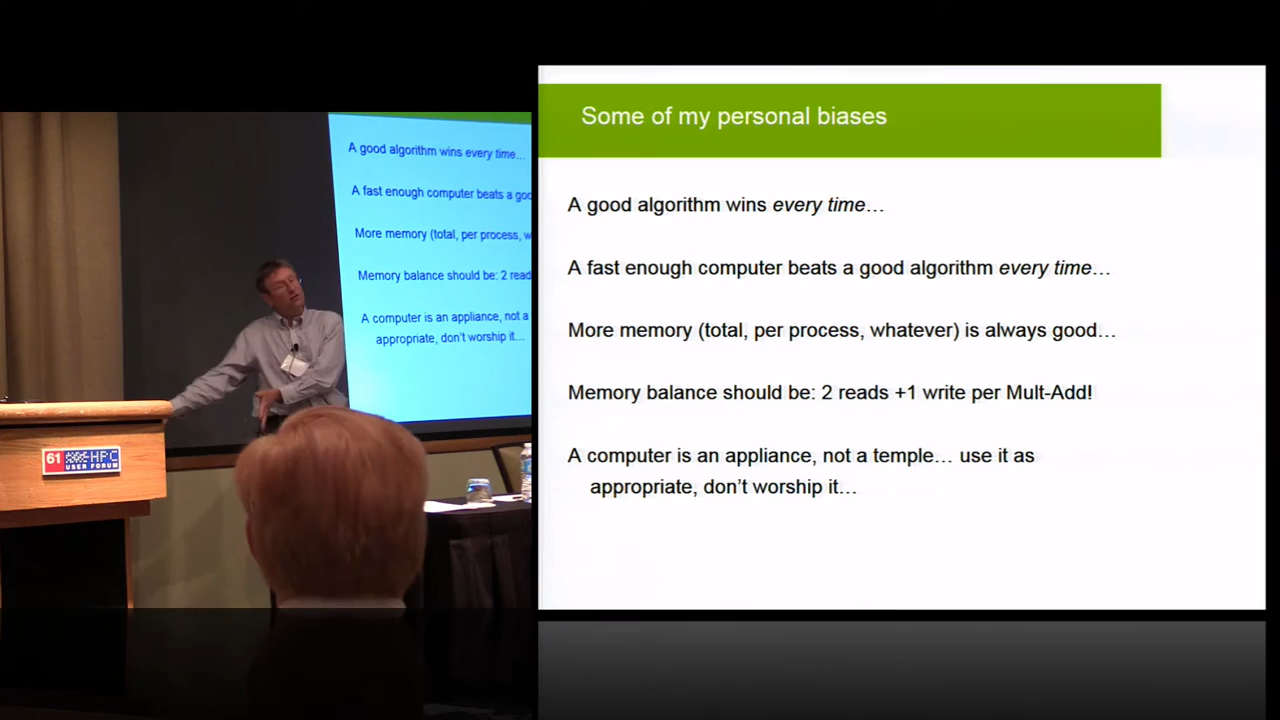 A good algorithm wins every time...
A fast enough computer beats a goo
More memory (total, per process, w
Memory balance should be: 2 read
A computer is an appliance, not a
appropriate, don't worship it...
61 HPC
USER FORUM
Some of my personal biases
A good algorithm wins every time…
A fast enough computer beats a good algorithm every time…
More memory (total, per process, whatever) is always good…
Memory balance should be: 2 reads +1 write per Mult-Add!
A computer is an appliance, not a temple… use it as
appropriate, don’t worship it…